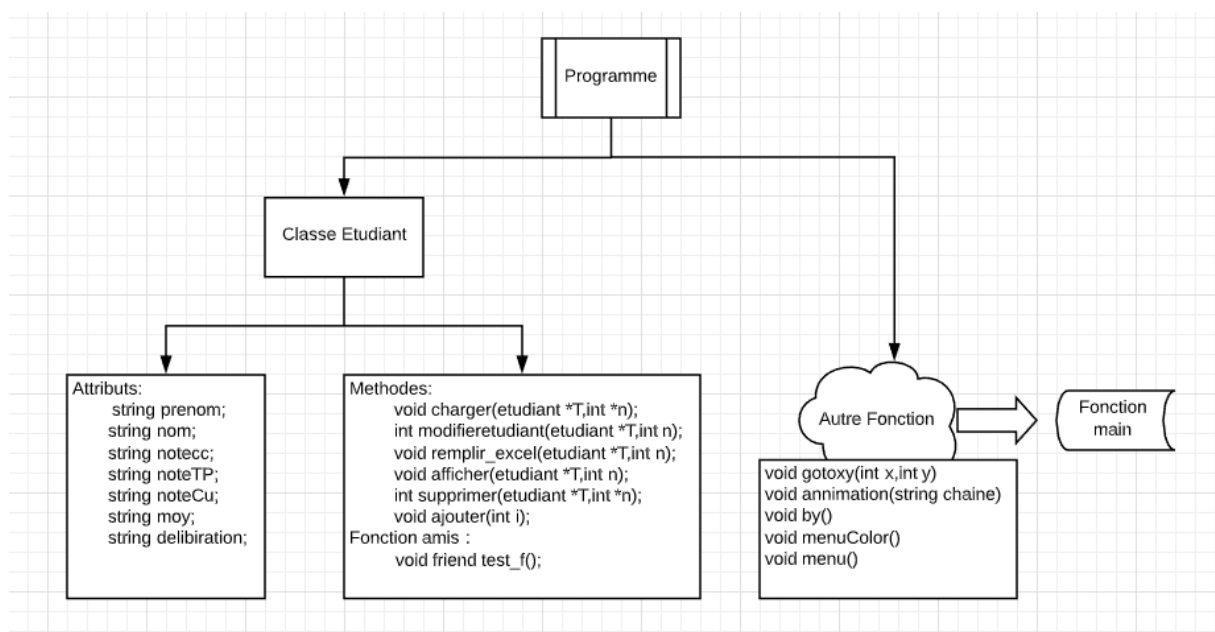 Programme
Classe Etudiant
Attributs:
string prenom;
string nom;
string notecc;
string noteTP;
string noteCu;
string moy;
string delibiration;
Methodes:
void charger(etudiant *T,int *n);
int modifieretudiant(etudiant *T,int n);
void remplir_excel(etudiant *T,int n);
void afficher(etudiant *T,int n);
int supprimer(etudiant *T,int *n);
void ajouter(int i);
Fonction amis :
void friend test_f();
Autre Fonction
void gotoxy(int x,int y)
void annimation(string chaine)
void by()
void menuColor()
void menu()
Fonction
main